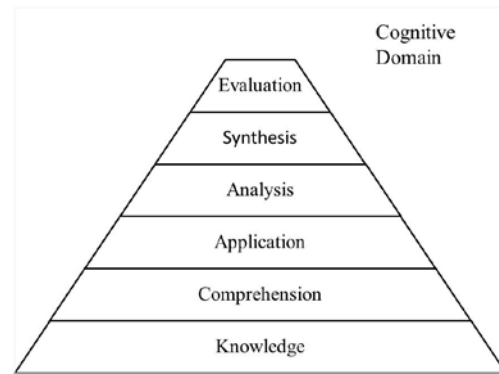 Cognitive
Domain
Evaluation
Synthesis
Analysis
Application
Comprehension
Knowledge